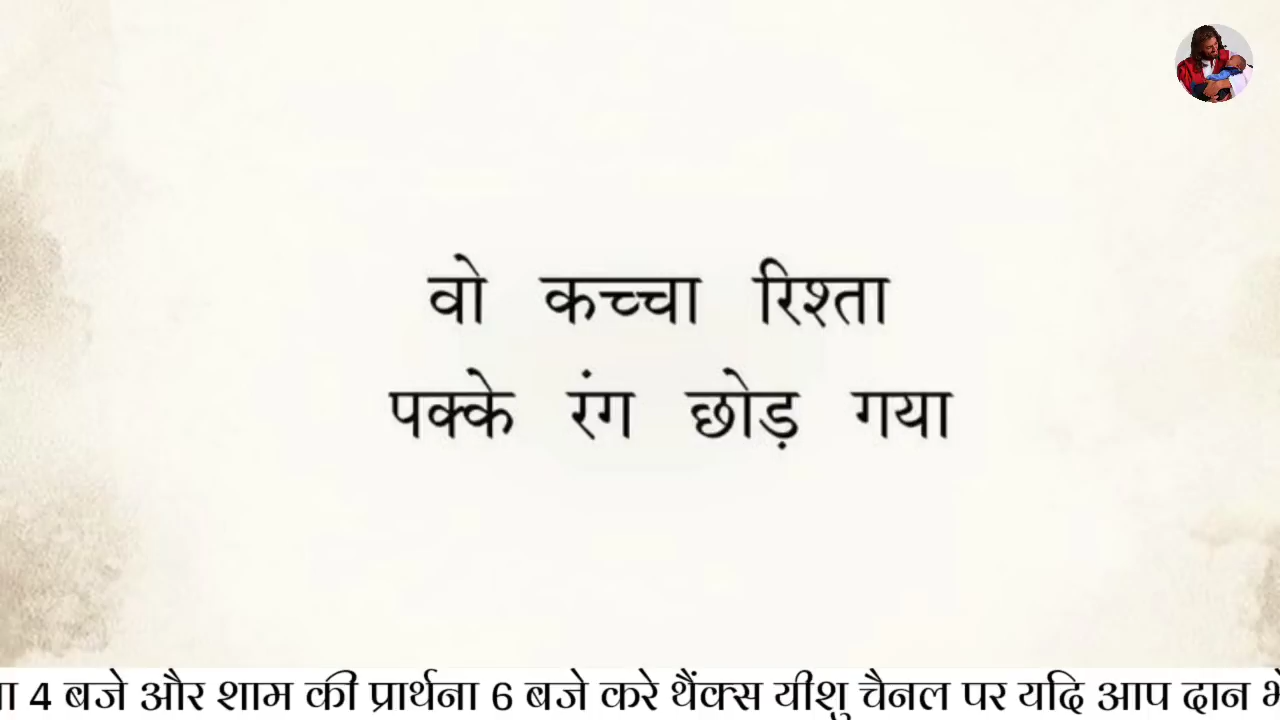 वो कच्चा रिश्ता
पक्के रंग छोड़ गया
4 बजे और शाम की प्रार्थना 6 बजे करे थैंक्स यीशु चैनल पर यदि आप दान